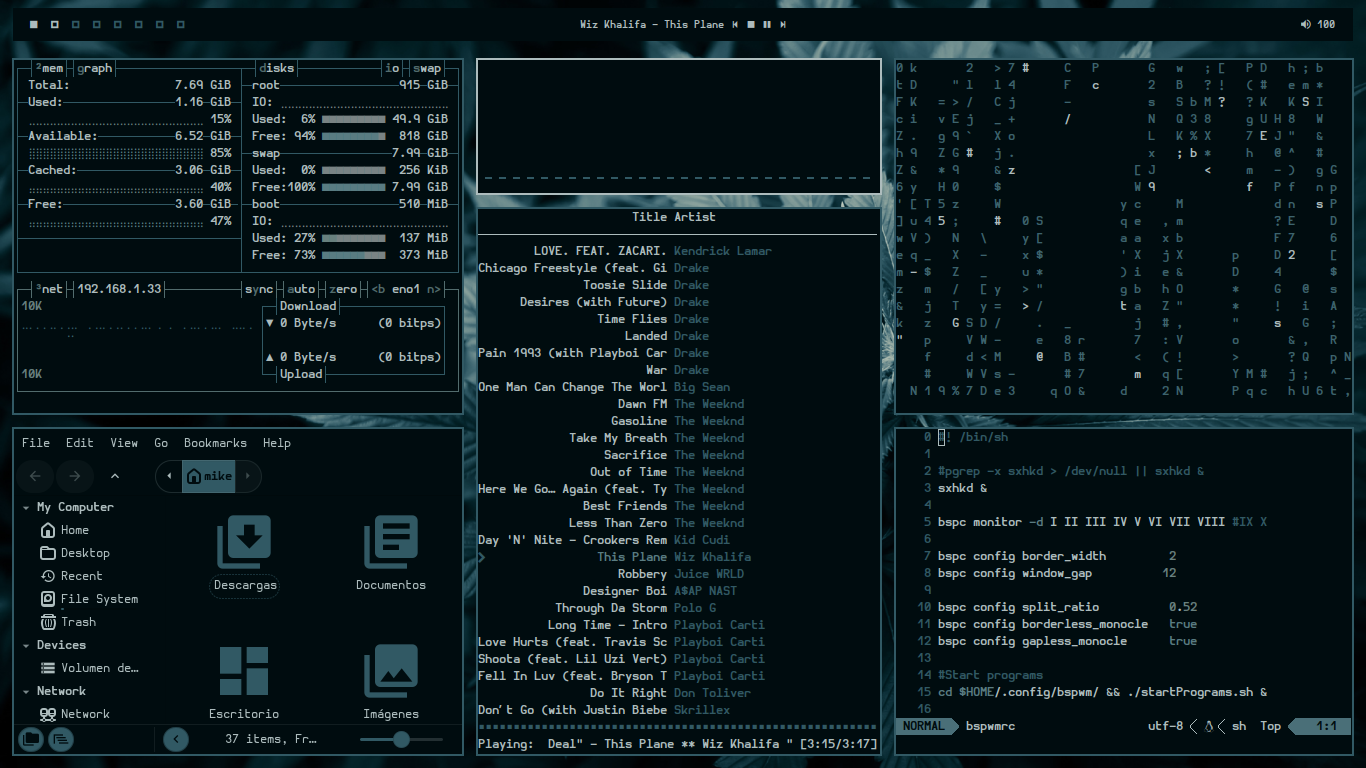 Wiz Khalifa - This Plane
100
²mem graph
Total: 7.69 GiB
Used: 1.16 GiB
15%
Available: 6.52 GiB
85%
Cached: 3.06 GiB
40%
Free: 3.60 GiB
47%
disks io swap
root 915 GiB
IO:
Used: 6% 49.9 GB
Free: 94% 818 GiB
swap 7.99 GiB
Used: 0% 256 KiB
Free:100% 7.99 GiB
boot 510 MiB
IO:
Used: 27% 137 MiB
Free: 73% 373 MiB
³net 192.168.1.33 sync auto zero <b eno1 n>
10K
Download
▼ 0 Byte/s (0 bitps)
▲ 0 Byte/s (0 bitps)
Upload
10K
File Edit View Go Bookmarks Help
mike
My Computer
Home
Desktop
Recent
File System
Trash
Devices
Volumen de…
Network
Network
Descargas
Documentos
Escritorio
Imágenes
37 items, Fr…
Title Artist
LOVE. FEAT. ZACARI. Kendrick Lamar
Chicago Freestyle (feat. Gi Drake
Toosie Slide Drake
Desires (with Future) Drake
Time Flies Drake
Landed Drake
Pain 1993 (with Playboi Car Drake
War Drake
One Man Can Change The Worl Big Sean
Dawn FM The Weeknd
Gasoline The Weeknd
Take My Breath The Weeknd
Sacrifice The Weeknd
Out of Time The Weeknd
Here We Go… Again (feat. Ty The Weeknd
Best Friends The Weeknd
Less Than Zero The Weeknd
Day 'N' Nite - Crookers Rem Kid Cudi
This Plane Wiz Khalifa
Robbery Juice WRLD
Designer Boi A$AP NAST
Through Da Storm Polo G
Long Time - Intro Playboi Carti
Love Hurts (feat. Travis Sc Playboi Carti
Shoota (feat. Lil Uzi Vert) Playboi Carti
Fell In Luv (feat. Bryson T Playboi Carti
Do It Right Don Toliver
Don't Go (with Justin Biebe Skrillex
Playing: Deal" - This Plane ** Wiz Khalifa " [3:15/3:17]
0 #! /bin/sh
1
2 #pgrep -x sxhkd > /dev/null || sxhkd &
3 sxhkd &
4
5 bspc monitor -d I II III IV V VI VII VIII #IX X
6
7 bspc config border_width 2
8 bspc config window_gap 12
9
10 bspc config split_ratio 0.52
11 bspc config borderless_monocle true
12 bspc config gapless_monocle true
13
14 #Start programs
15 cd $HOME/.config/bspwm/ && ./startPrograms.sh &
16
NORMAL bspwmrc utf-8 sh Top 1:1